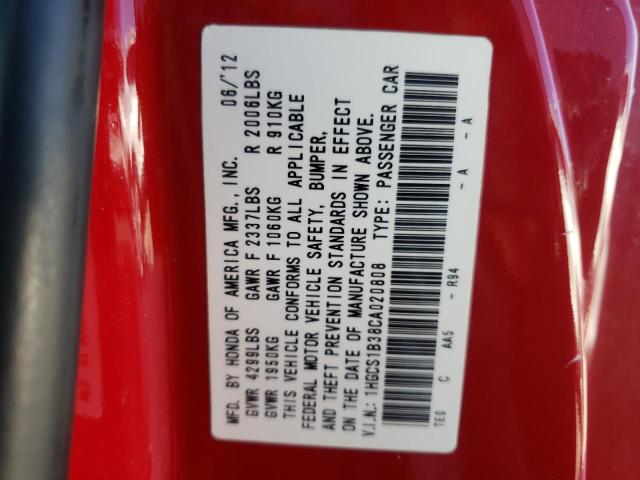 MFD. BY HONDA OF AMERICA MFG., INC. 06/'12
GVWR 4299LBS GAWR F 2337LBS R 2006LBS
GVWR 1950KG GAWR F 1060KG R 910KG
THIS VEHICLE CONFORMS TO ALL APPLICABLE
FEDERAL MOTOR VEHICLE SAFETY, BUMPER,
AND THEFT PREVENTION STANDARDS IN EFFECT
ON THE DATE OF MANUFACTURE SHOWN ABOVE.
V.I.N.: 1HGCS1B38CA020808 TYPE: PASSENGER CAR
TE0 C AA5 - R94 - A - A